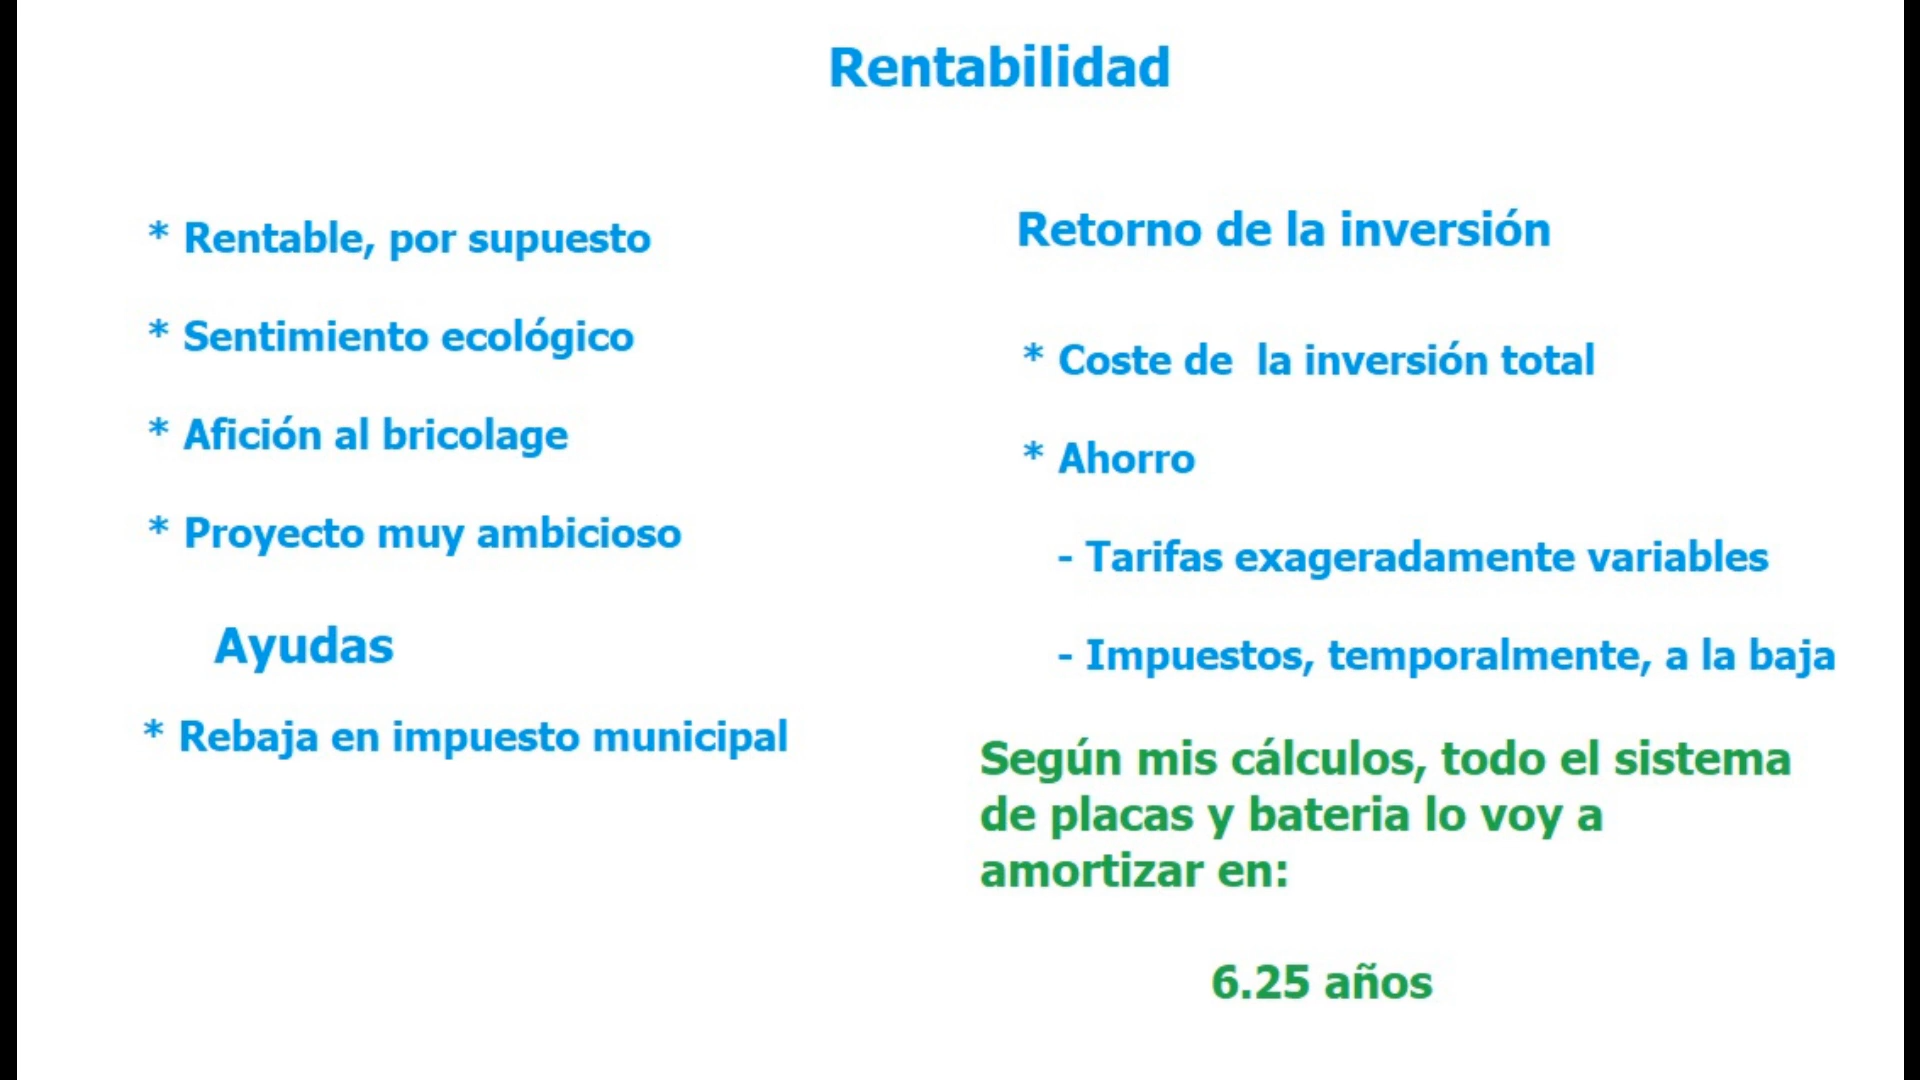 Rentabilidad
* Rentable, por supuesto
* Sentimiento ecológico
* Afición al bricolage
* Proyecto muy ambicioso
Ayudas
* Rebaja en impuesto municipal
Retorno de la inversión
* Coste de  la inversión total
* Ahorro
- Tarifas exageradamente variables
- Impuestos, temporalmente, a la baja
Según mis cálculos, todo el sistema
de placas y bateria lo voy a
amortizar en:
6.25 años